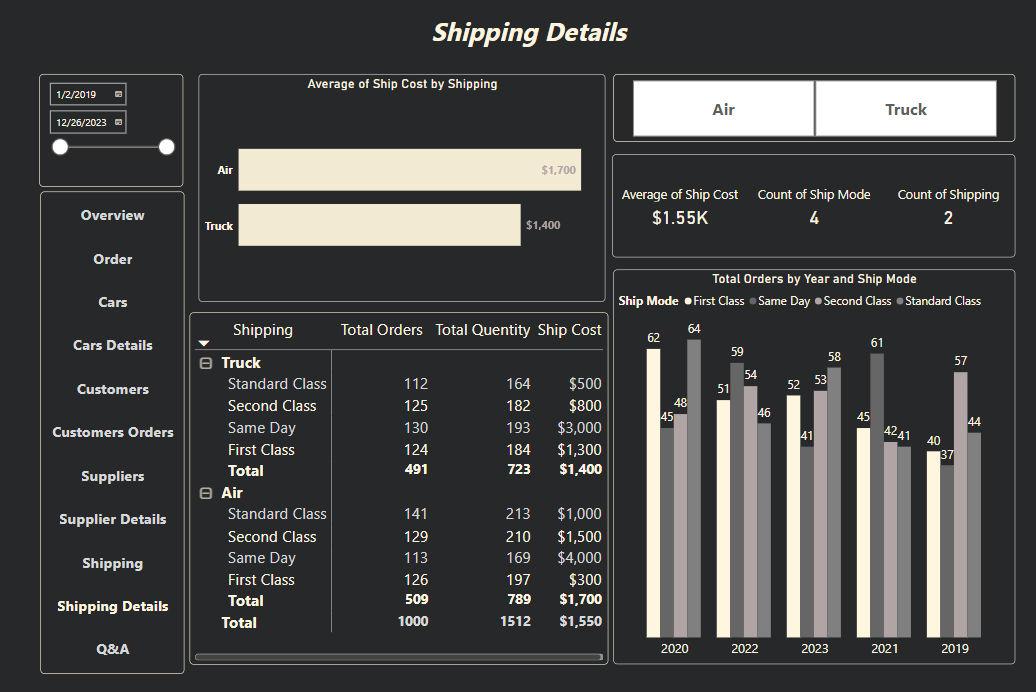 Shipping Details
1/2/2019
12/26/2023
Overview
Order
Cars
Cars Details
Customers
Customers Orders
Suppliers
Supplier Details
Shipping
Shipping Details
Q&A
Average of Ship Cost by Shipping
Air $1,700
Truck $1,400
Shipping Total Orders Total Quentity Ship Cost
Truck
Standard Class 112 164 $500
Second Class 125 182 $800
Same Day 130 193 $3,000
First Class 124 184 $1,300
Total 491 723 $1,400
Air
Standard Class 141 213 $1,000
Second Class 129 210 $1,500
Same Day 113 169 $4,000
First Class 126 197 $300
Total 509 789 $1,700
Total 1000 1512 $1,550
Air Truck
Average of Ship Cost Count of Ship Mode Count of Shipping
$1.55K 4 2
Total Orders by Year and Ship Mode
Ship Mode First Class Same Day Second Class Standard Class
62 45 48 64
51 59 54 46
52 41 53 58
45 61 42 41
40 37 57 44
2020 2022 2023 2021 2019